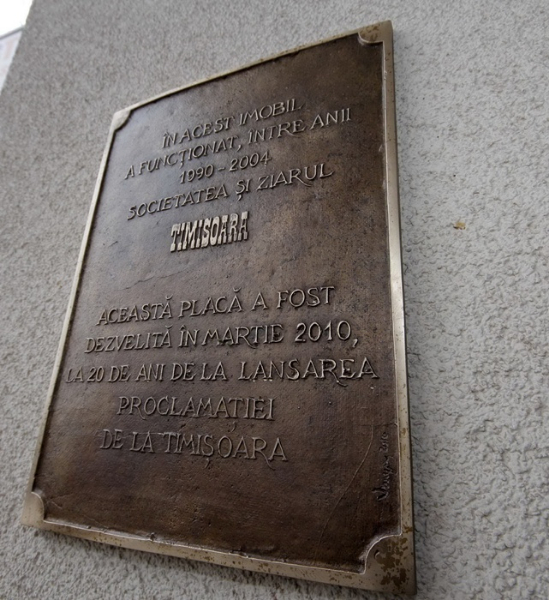 ÎN ACEST IMOBIL
A FUNCȚIONAT, ÎNTRE ANII
1990-2004
SOCIETATEA ȘI ZIARUL
TIMISOARA
ACEASTĂ PLACĂ A FOST
DEZVELITĂ ÎN MARTIE 2010,
LA 20 DE ANI DE LA LANSAREA
PROCLAMAȚIEI
DE LA TIMIȘOARA